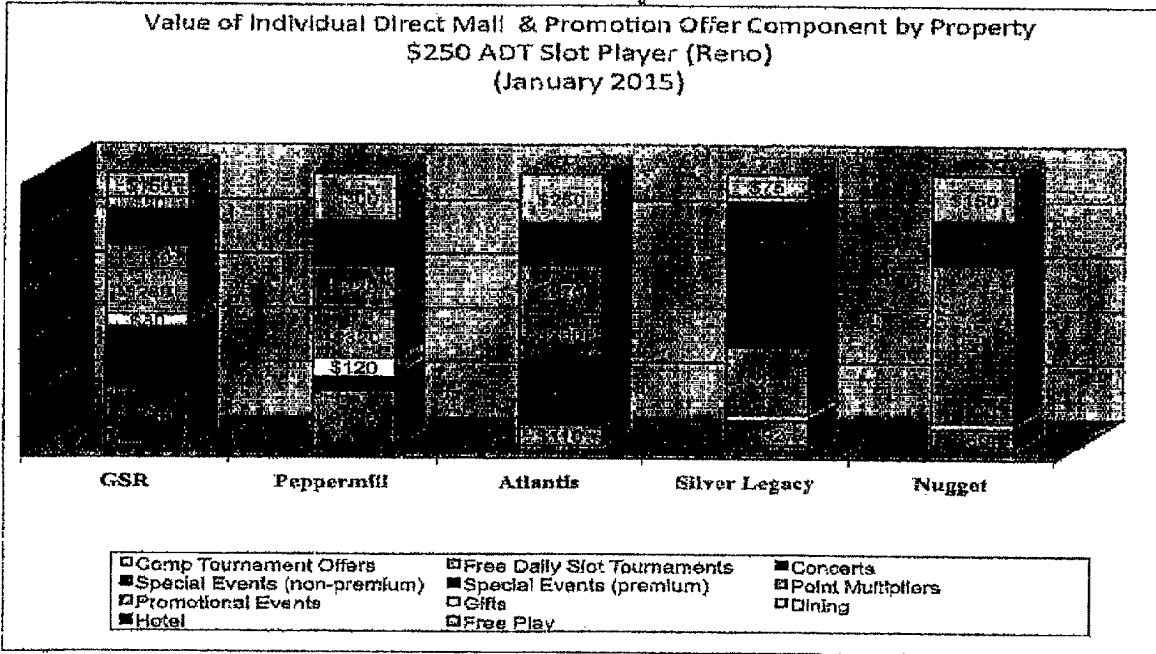 Value of Individual Direct Mail & Promotion Offer Component by Property
$250 ADT Slot Player (Reno)
(January 2015)
$150
$75
$250
$150
$120
GSR Peppermill Atlantis Silver Legacy Nugget
Comp Tournament Offers Free Daily Slot Tournaments Concerts
Special Events (non-premium) Special Events (premium) Point Multipliers
Promotional Events Gifts Dining
Hotel Free Play